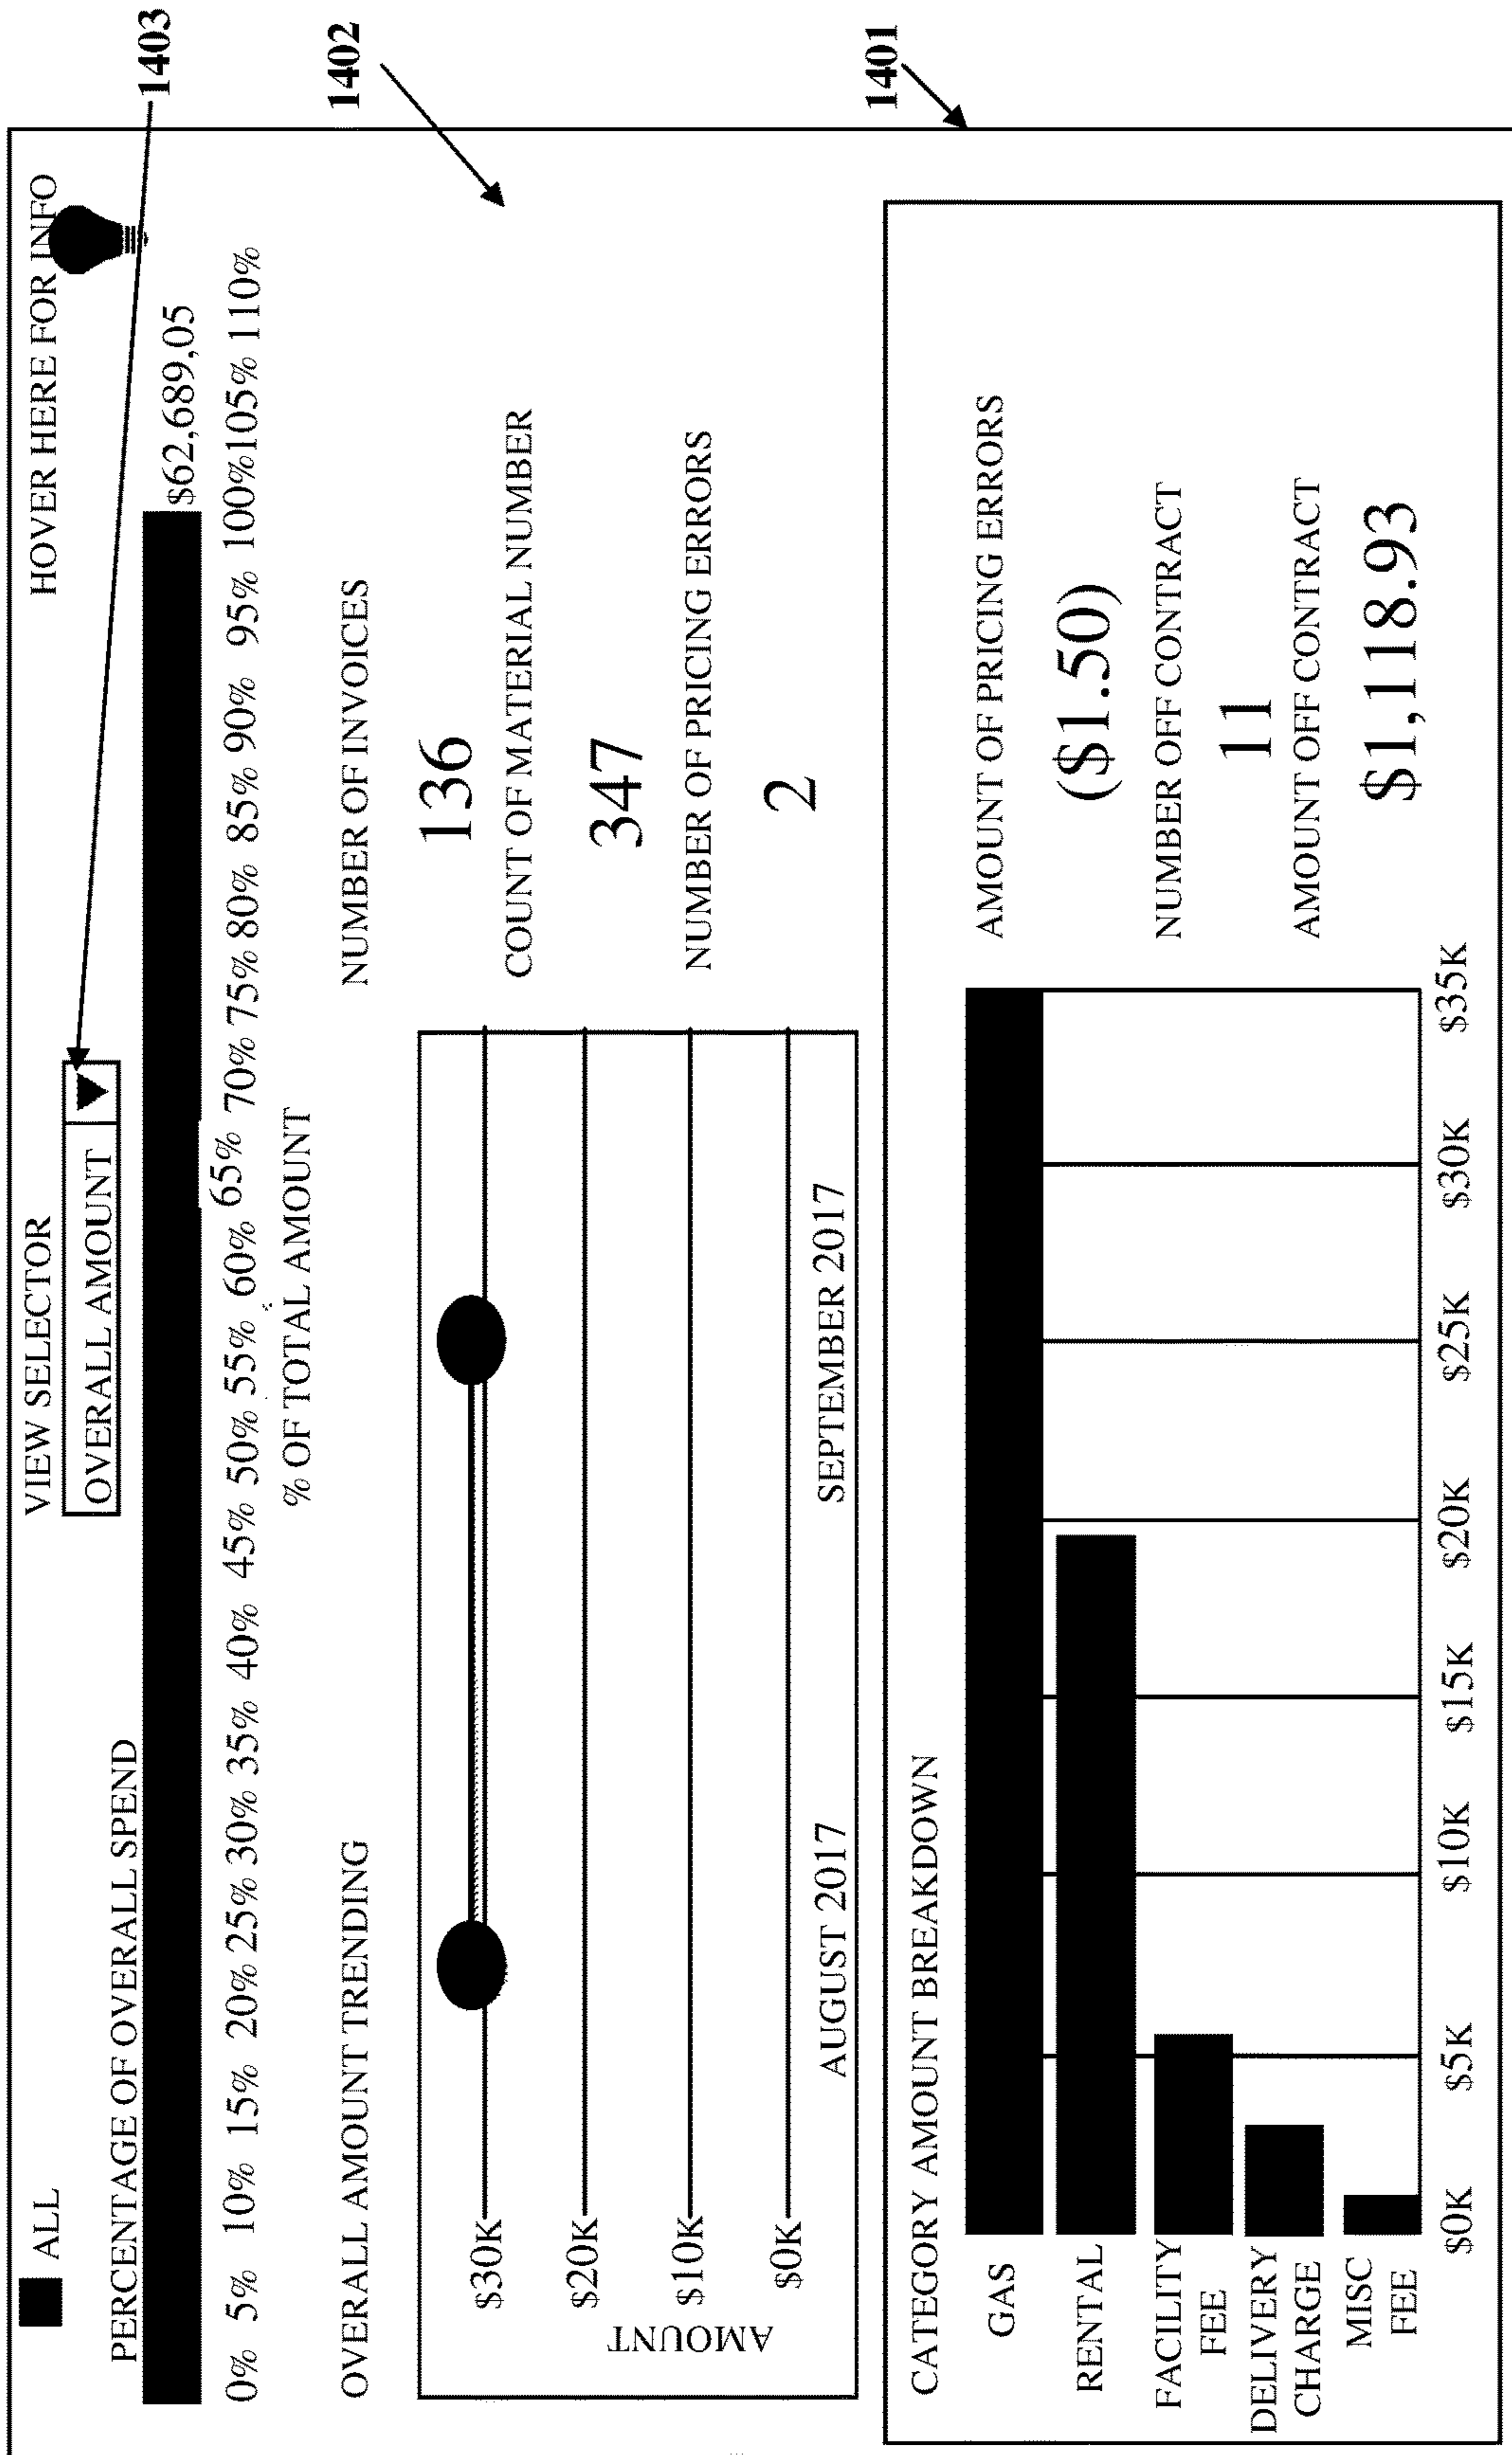 ALL
VIEW SELECTOR
HOVER HERE FOR INFO
OVERALL AMOUNT
1403
PERCENTAGE OF OVERALL SPEND
$62,689,05
0% 5% 10% 15% 20% 25% 30% 35% 40% 45% 50% 55% 60% 65% 70% 75% 80% 85% 90% 95% 100% 105% 110%
% OF TOTAL AMOUNT
1402
OVERALL AMOUNT TRENDING
NUMBER OF INVOICES
136
COUNT OF MATERIAL NUMBER
347
NUMBER OF PRICING ERRORS
2
AMOUNT
$30K
$20K
$10K
$0K
AUGUST 2017 SEPTEMBER 2017
1401
CATEGORY AMOUNT BREAKDOWN
GAS
RENTAL
FACILITY
FEE
DELIVERY
CHARGE
MISC
FEE
$0K $5K $10K $15K $20K $25K $30K $35K
AMOUNT OF PRICING ERRORS
($1.50)
NUMBER OFF CONTRACT
11
AMOUNT OFF CONTRACT
$1,118.93